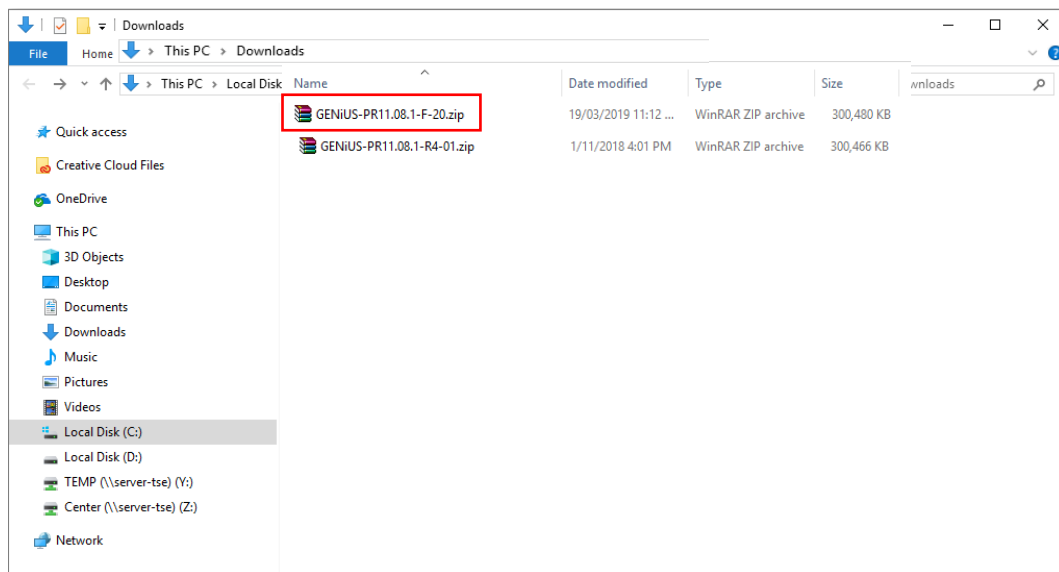 Downloads
File Home This PC > Downloads
This PC > Local Disk wnloads
Name Date modified Type Size
GENiUS-PR11.08.1-F-20.zip 19/03/2019 11:12 ... WinRAR ZIP archive 300,480 KB
GENiUS-PR11.08.1-R4-01.zip 1/11/2018 4:01 PM WinRAR ZIP archive 300,466 KB
Quick access
Creative Cloud Files
OneDrive
This PC
3D Objects
Desktop
Documents
Downloads
Music
Pictures
Videos
Local Disk (C:)
Local Disk (D:)
TEMP (\\server-tse) (Y:)
Center (\\server-tse) (Z:)
Network